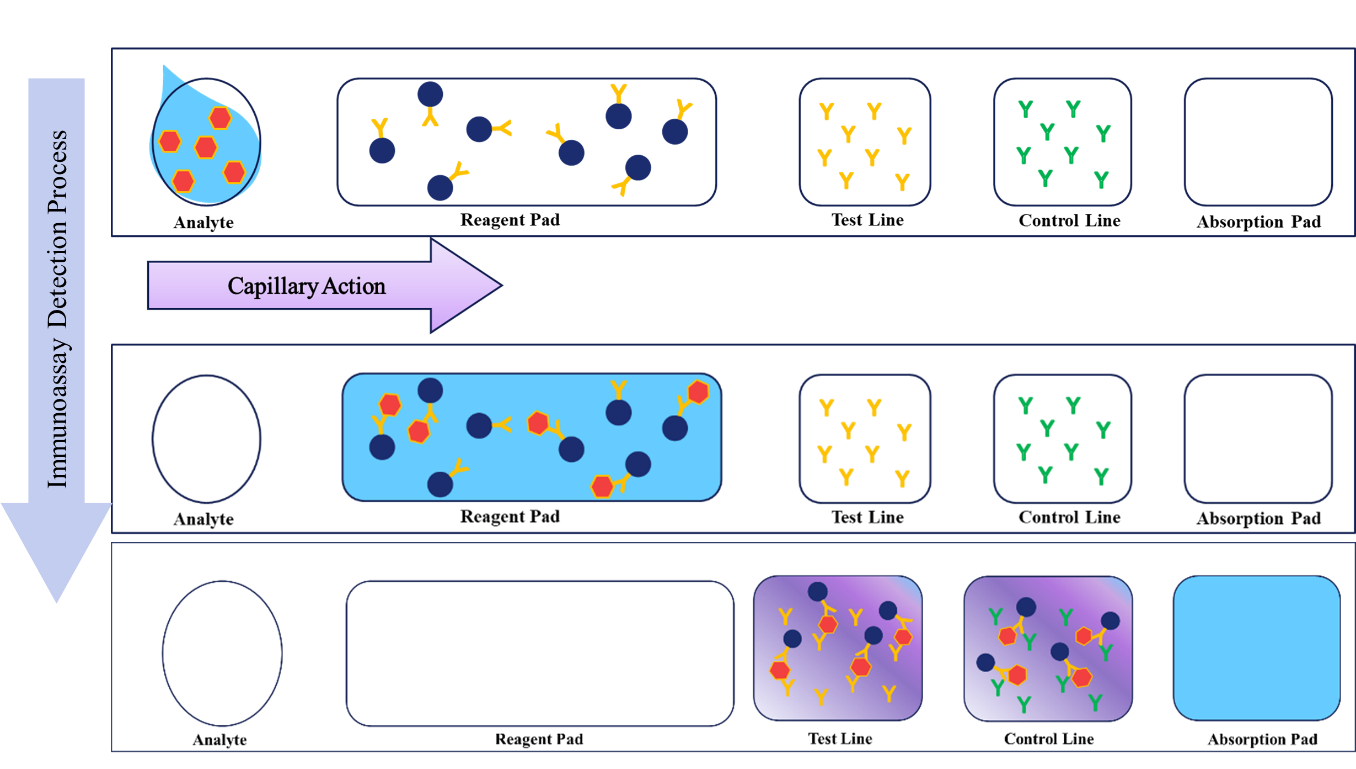 Immunoassay Detection Process
Analyte
Reagent Pad
Test Line
Control Line
Absorption Pad
Capillary Action
Analyte
Reagent Pad
Test Line
Control Line
Absorption Pad
Analyte
Reagent Pad
Test Line
Control Line
Absorption Pad